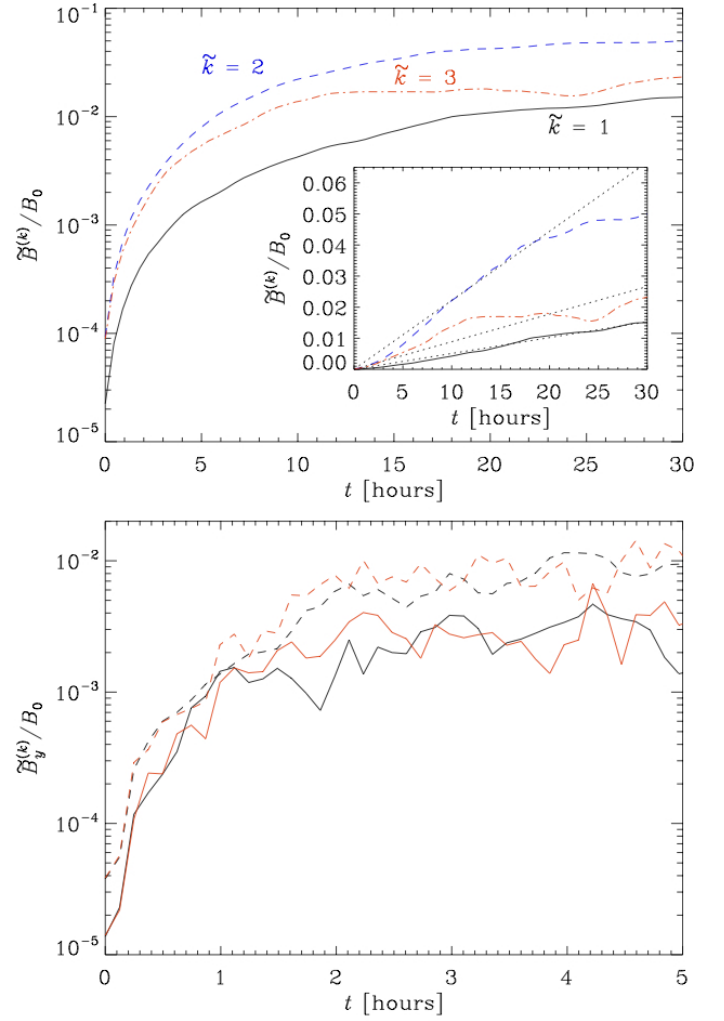 10⁻¹
k̃ = 2
k̃ = 3
10⁻²
k̃ = 1
B̃⁽ᵏ⁾/B₀
10⁻³
10⁻⁴
10⁻⁵
0 5 10 15 20 25 30
t [hours]
0.06
0.05
0.04
0.03
0.02
0.01
0.00
B̃⁽ᵏ⁾/B₀
0 5 10 15 20 25 30
t [hours]
10⁻²
10⁻³
B̃_y⁽ᵏ⁾/B₀
10⁻⁴
10⁻⁵
0 1 2 3 4 5
t [hours]